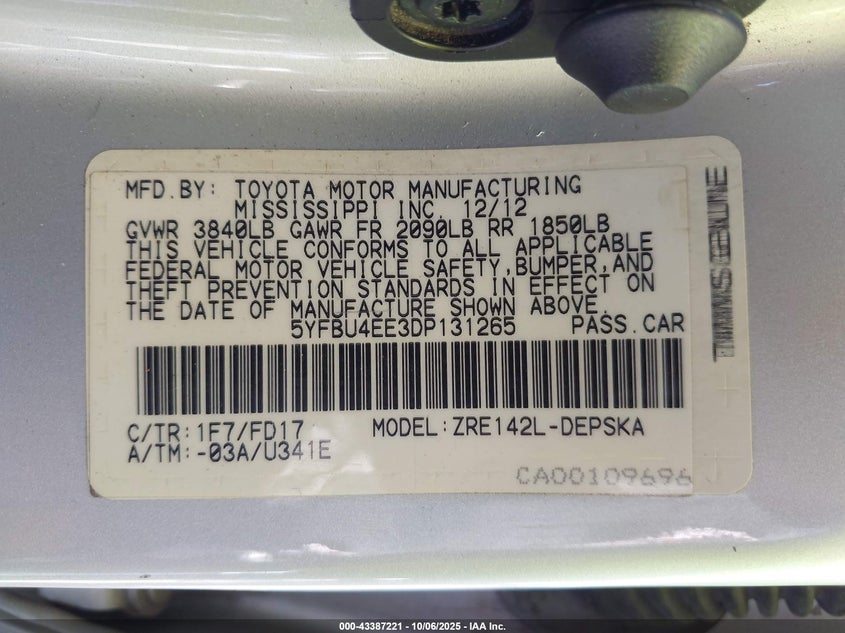 MFD.BY: TOYOTA MOTOR MANUFACTURING
MISSISSIPPI INC. 12/12
GVWR 3840LB GAWR FR 2090LB RR 1850LB
THIS VEHICLE CONFORMS TO ALL APPLICABLE
FEDERAL MOTOR VEHICLE SAFETY,BUMPER,AND
THEFT PREVENTION STANDARDS IN EFFECT ON
THE DATE OF MANUFACTURE SHOWN ABOVE.
5YFBU4EE3DP131265 PASS.CAR
C/TR:1F7/FD17 MODEL:ZRE142L-DEPSKA
A/TM:-03A/U341E
CA00109696
000-43387221 - 10/06/2025 - IAA Inc.